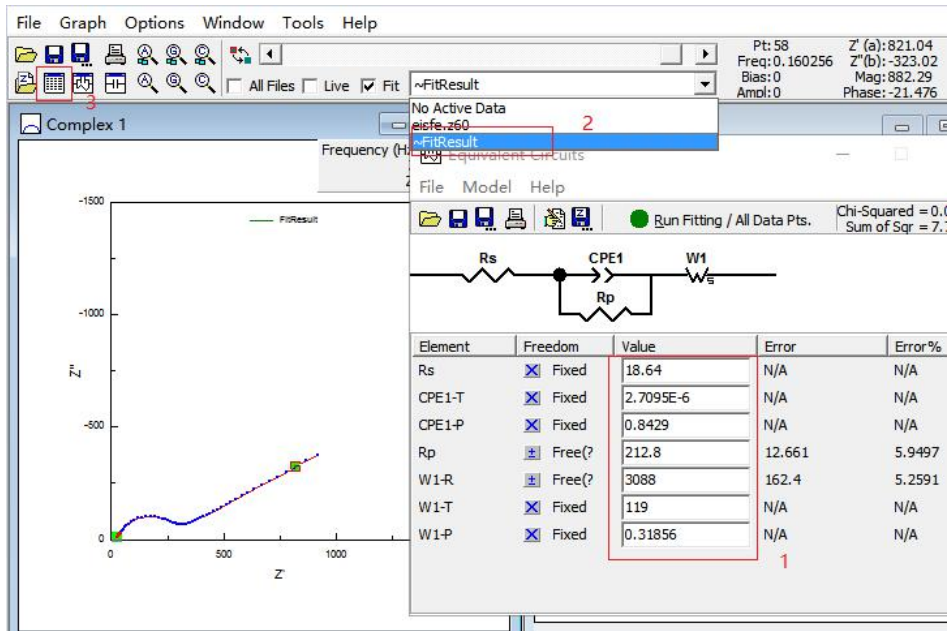 File Graph Options Window Tools Help
Pt:58 Z' (a):821.04
Freq:0.160256 Z''(b):-323.02
Bias:0 Mag:882.29
Ampl:0 Phase:-21.476
All Files Live Fit ~FitResult
3
No Active Data
eisfe.z60 2
~FitResult
Complex 1
Frequency (H
Equivalent Circuits
File Model Help
Run Fitting / All Data Pts.
Chi-Squared = 0.0
Sum of Sqr = 7.
-1500
FitResult
-1000
-500
0
0 500 1000
Z''
Z'
Rs CPE1 W1
s
Rp
Element Freedom Value Error Error%
Rs Fixed 18.64 N/A N/A
CPE1-T Fixed 2.7095E-6 N/A N/A
CPE1-P Fixed 0.8429 N/A N/A
Rp Free(? 212.8 12.661 5.9497
W1-R Free(? 3088 162.4 5.2591
W1-T Fixed 119 N/A N/A
W1-P Fixed 0.31856 N/A N/A
1